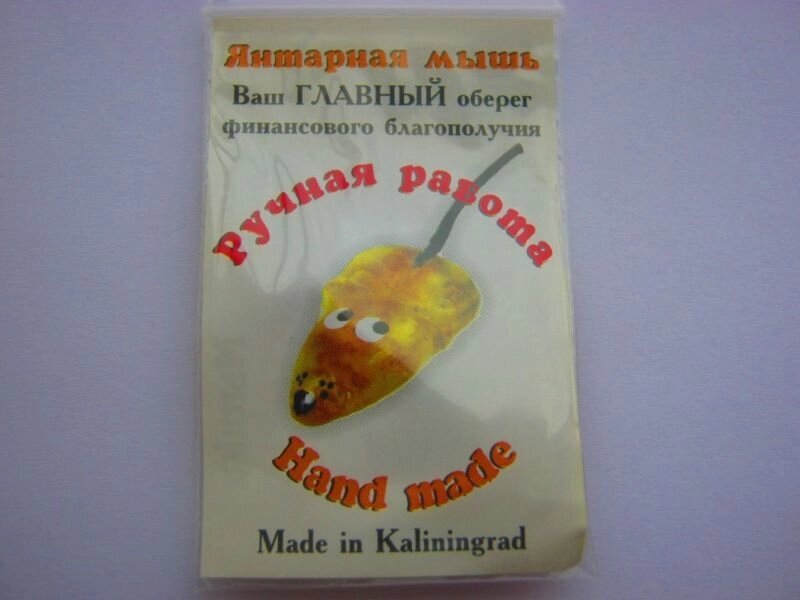 Янтарная мышь
Ваш ГЛАВНЫЙ оберег
финансового благополучия
Ручная работа
Hand made
Made in Kaliningrad